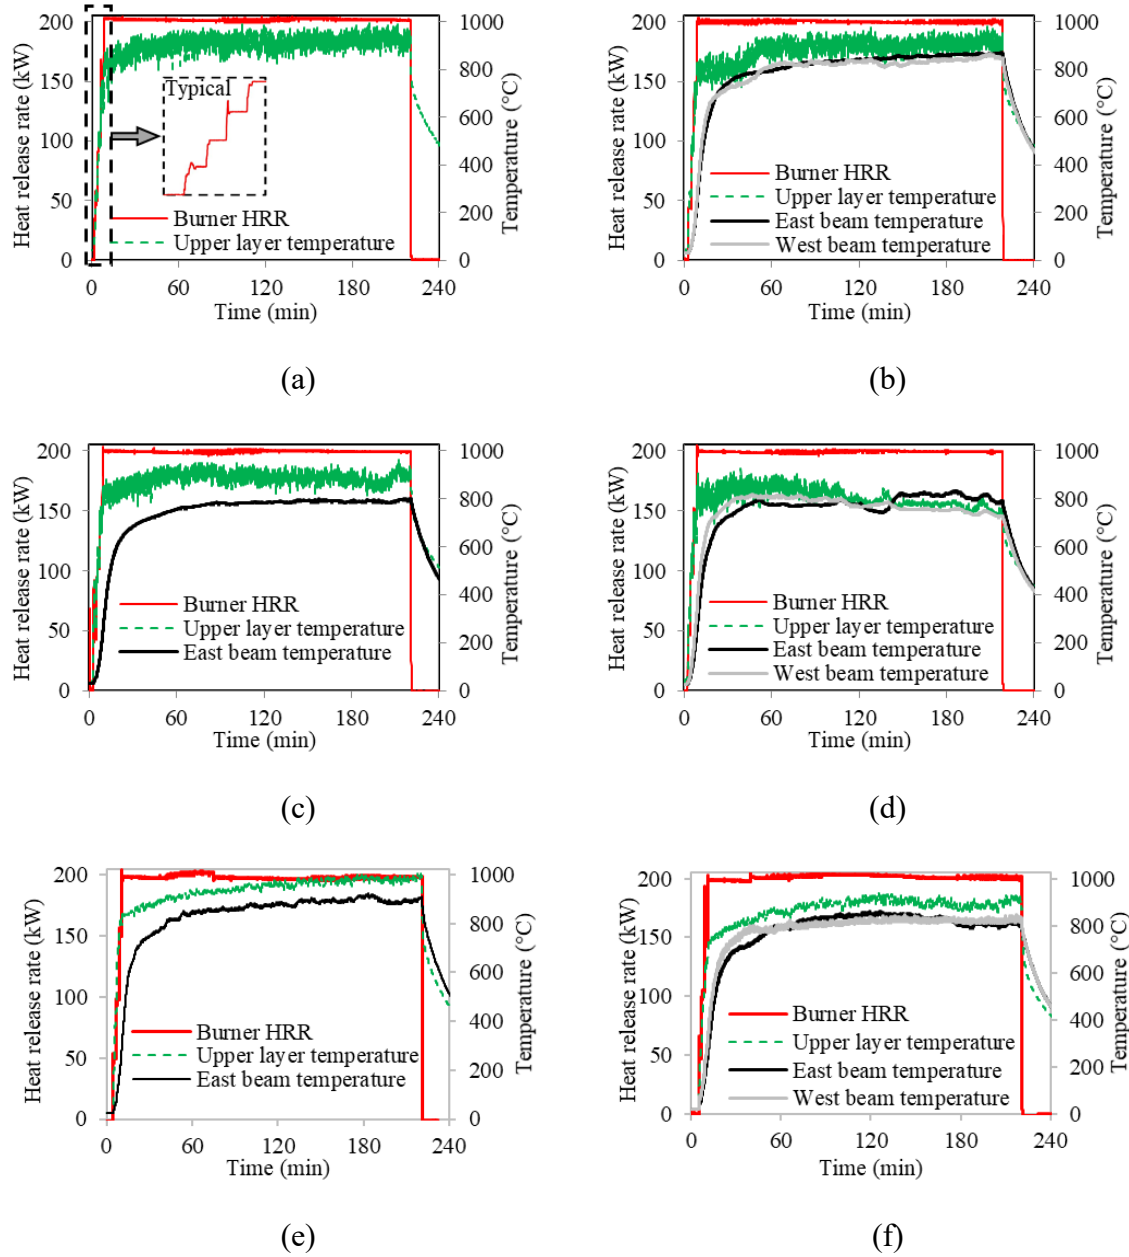 200
150
100
50
0
Heat release rate (kW)
Typical
Burner HRR
Upper layer temperature
1000
800
600
400
200
0
Temperature (°C)
0 60 120 180 240
Time (min)
(a)
200
150
100
50
0
Heat release rate (kW)
Burner HRR
Upper layer temperature
East beam temperature
West beam temperature
1000
800
600
400
200
0
Temperature (°C)
0 60 120 180 240
Time (min)
(b)
200
150
100
50
0
Heat release rate (kW)
Burner HRR
Upper layer temperature
East beam temperature
1000
800
600
400
200
0
Temperature (°C)
0 60 120 180 240
Time (min)
(c)
200
150
100
50
0
Heat release rate (kW)
Burner HRR
Upper layer temperature
East beam temperature
West beam temperature
1000
800
600
400
200
0
Temperature (°C)
0 60 120 180 240
Time (min)
(d)
200
150
100
50
0
Heat release rate (kW)
Burner HRR
Upper layer temperature
East beam temperature
1000
800
600
400
200
0
Temperature (°C)
0 60 120 180 240
Time (min)
(e)
200
150
100
50
0
Heat release rate (kW)
Burner HRR
Upper layer temperature
East beam temperature
West beam temperature
1000
800
600
400
200
0
Temperature (°C)
0 60 120 180 240
Time (min)
(f)